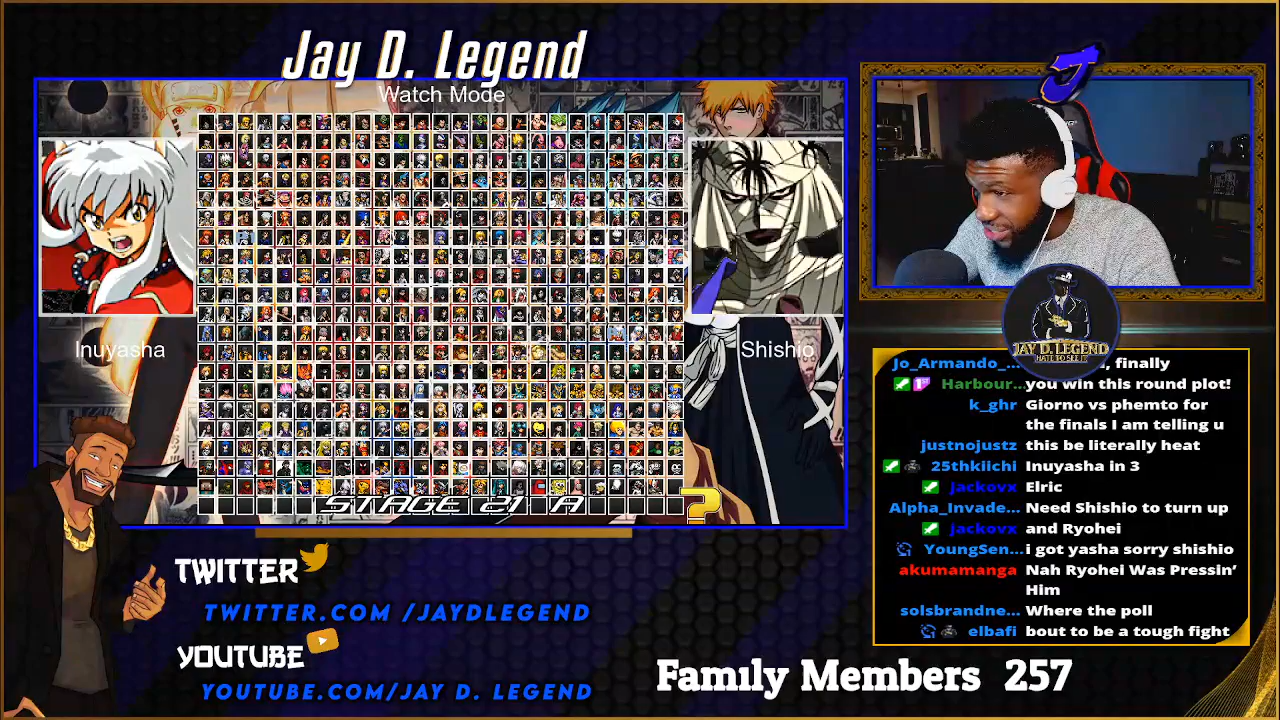 Jay D. Legend
Watch Mode
Inuyasha
Shishio
STAGE 21 A
?
J
JAY D. LEGEND
HATE TO SEE IT
Jo_Armando_... , finally
Harbour... you win this round plot!
k_ghr Giorno vs phemto for
the finals I am telling u
justnojustz this be literally heat
25thkiichi Inuyasha in 3
jackovx Elric
Alpha_Invade... Need Shishio to turn up
jackovx and Ryohei
YoungSen... i got yasha sorry shishio
akumamanga Nah Ryohei Was Pressin'
Him
solsbrandne... Where the poll
elbafi bout to be a tough fight
TWITTER
TWITTER.COM /JAYDLEGEND
YOUTUBE
YOUTUBE.COM/JAY D. LEGEND
Family Members 257